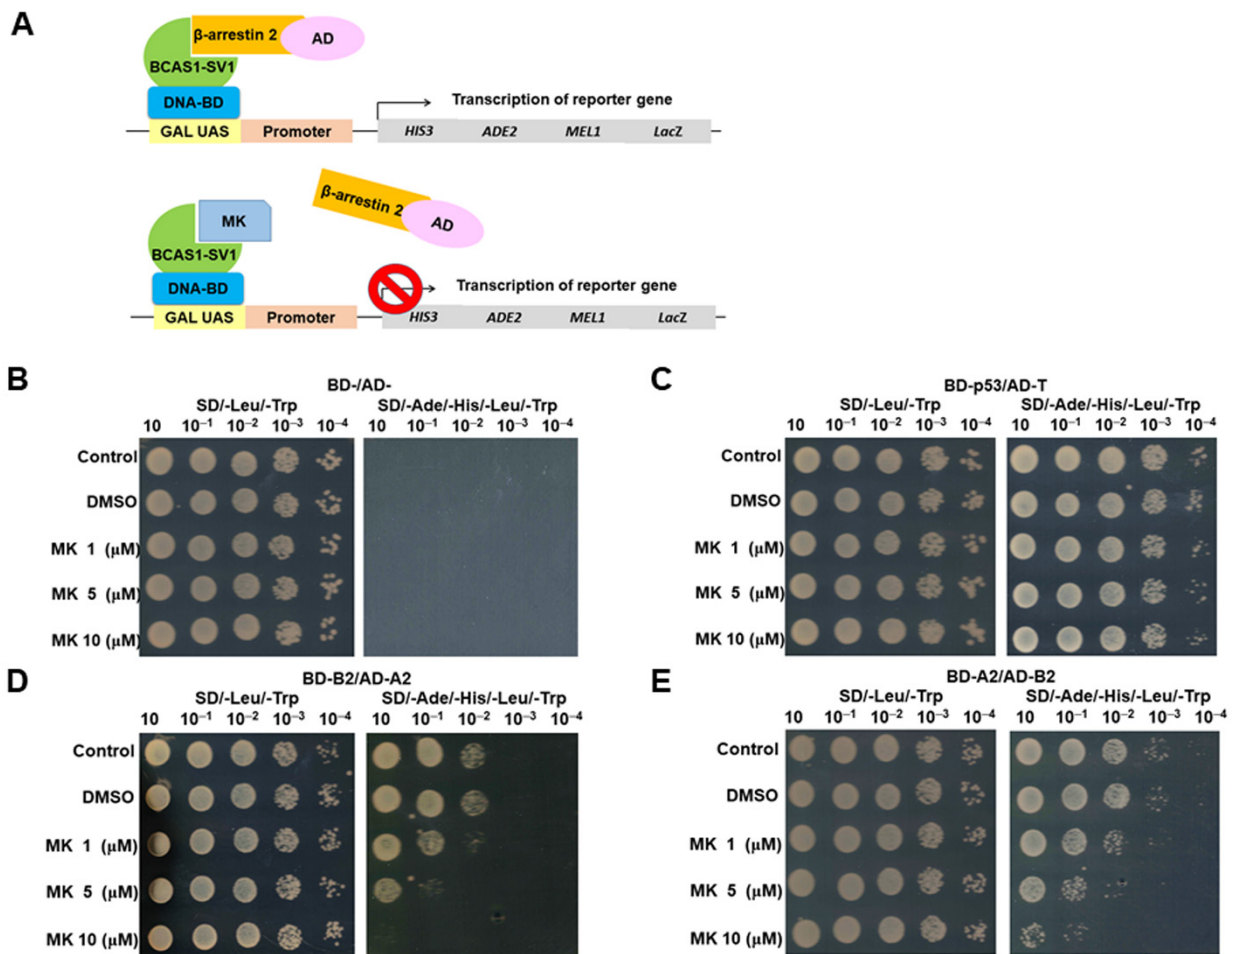 A
β-arrestin 2
AD
BCAS1-SV1
DNA-BD
Transcription of reporter gene
GAL UAS Promoter HIS3 ADE2 MEL1 LacZ
β-arrestin 2
AD
MK
BCAS1-SV1
DNA-BD
Transcription of reporter gene
GAL UAS Promoter HIS3 ADE2 MEL1 LacZ
B
BD-/AD-
SD/-Leu/-Trp SD/-Ade/-His/-Leu/-Trp
10 10⁻¹ 10⁻² 10⁻³ 10⁻⁴ 10 10⁻¹ 10⁻² 10⁻³ 10⁻⁴
Control
DMSO
MK 1 (μM)
MK 5 (μM)
MK 10 (μM)
C
BD-p53/AD-T
SD/-Leu/-Trp SD/-Ade/-His/-Leu/-Trp
10 10⁻¹ 10⁻² 10⁻³ 10⁻⁴ 10 10⁻¹ 10⁻² 10⁻³ 10⁻⁴
Control
DMSO
MK 1 (μM)
MK 5 (μM)
MK 10 (μM)
D
BD-B2/AD-A2
SD/-Leu/-Trp SD/-Ade/-His/-Leu/-Trp
10 10⁻¹ 10⁻² 10⁻³ 10⁻⁴ 10 10⁻¹ 10⁻² 10⁻³ 10⁻⁴
Control
DMSO
MK 1 (μM)
MK 5 (μM)
MK 10 (μM)
E
BD-A2/AD-B2
SD/-Leu/-Trp SD/-Ade/-His/-Leu/-Trp
10 10⁻¹ 10⁻² 10⁻³ 10⁻⁴ 10 10⁻¹ 10⁻² 10⁻³ 10⁻⁴
Control
DMSO
MK 1 (μM)
MK 5 (μM)
MK 10 (μM)